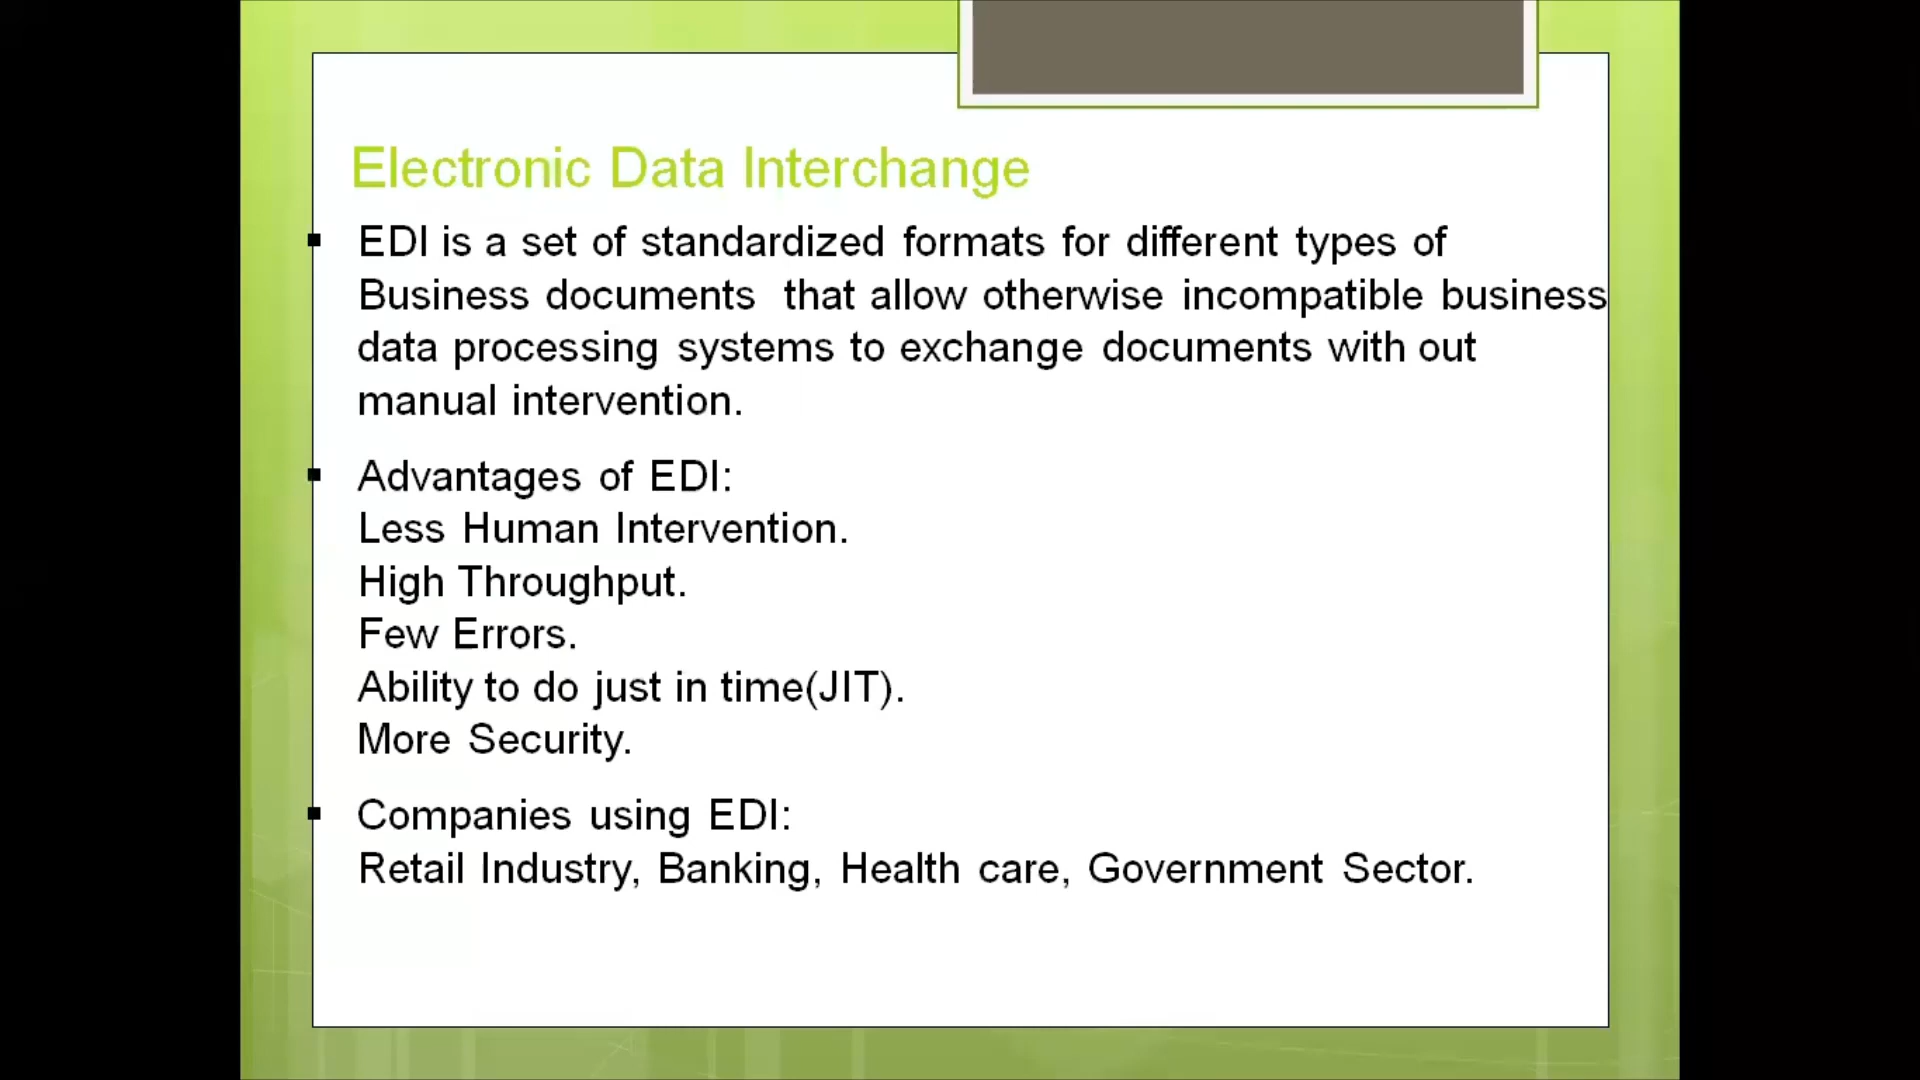 Electronic Data Interchange
▪ EDI is a set of standardized formats for different types of
Business documents that allow otherwise incompatible business
data processing systems to exchange documents with out
manual intervention.
▪ Advantages of EDI:
Less Human Intervention.
High Throughput.
Few Errors.
Ability to do just in time(JIT).
More Security.
▪ Companies using EDI:
Retail Industry, Banking, Health care, Government Sector.